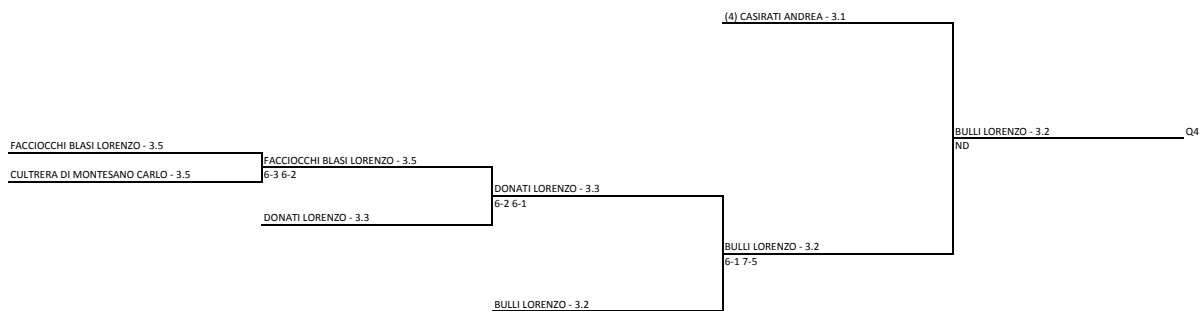 (4) CASIRATI ANDREA - 3.1
BULLI LORENZO - 3.2
Q4
ND
FACCIOCCHI BLASI LORENZO - 3.5
FACCIOCCHI BLASI LORENZO - 3.5
CULTRERA DI MONTESANO CARLO - 3.5
6-3 6-2
DONATI LORENZO - 3.3
6-2 6-1
DONATI LORENZO - 3.3
BULLI LORENZO - 3.2
6-1 7-5
BULLI LORENZO - 3.2